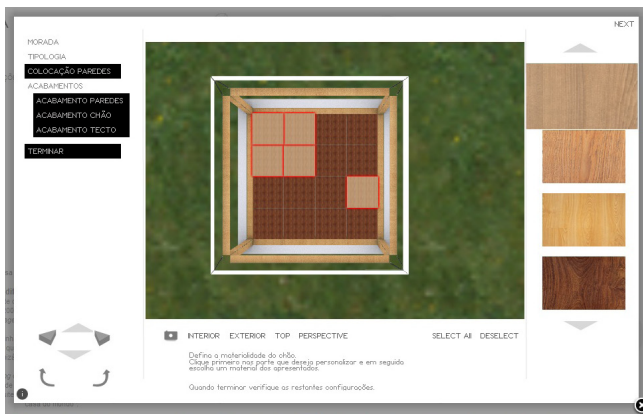 NEXT
MORADA
TIPOLOGIA
COLOCAÇÃO PAREDES
ACABAMENTOS
ACABAMENTO PAREDES
ACABAMENTO CHÃO
ACABAMENTO TECTO
TERMINAR
INTERIOR EXTERIOR TOP PERSPECTIVE SELECT All DESELECT
Defina a materialidade do chão.
Clique primeiro nas parte que deseja personalizar e em seguido
escolha um material dos apresentados.
Quando terminar verifique as restantes configurações.